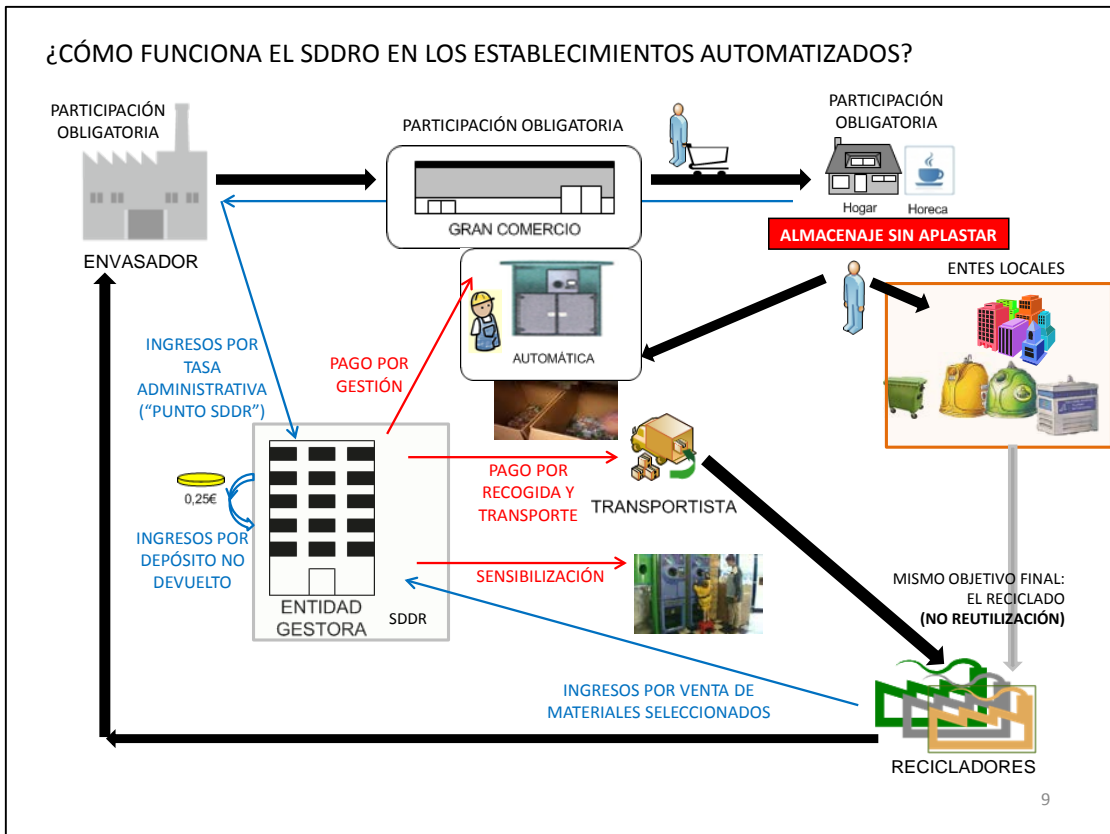 ¿CÓMO FUNCIONA EL SDDRO EN LOS ESTABLECIMIENTOS AUTOMATIZADOS?
PARTICIPACIÓN
OBLIGATORIA
PARTICIPACIÓN OBLIGATORIA
PARTICIPACIÓN
OBLIGATORIA
ENVASADOR
GRAN COMERCIO
Hogar
Horeca
ALMACENAJE SIN APLASTAR
ENTES LOCALES
AUTOMÁTICA
INGRESOS POR
TASA
ADMINISTRATIVA
(“PUNTO SDDR”)
PAGO POR
GESTIÓN
0,25€
INGRESOS POR
DEPÓSITO NO
DEVUELTO
PAGO POR
RECOGIDA Y
TRANSPORTE
TRANSPORTISTA
SENSIBILIZACIÓN
ENTIDAD
GESTORA
SDDR
MISMO OBJETIVO FINAL:
EL RECICLADO
(NO REUTILIZACIÓN)
INGRESOS POR VENTA DE
MATERIALES SELECCIONADOS
RECICLADORES
9